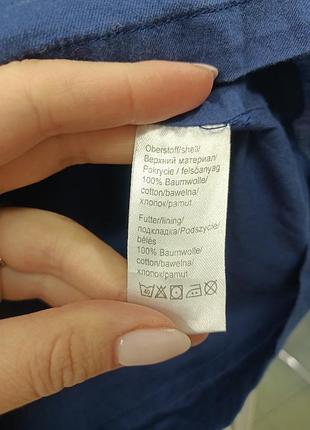 Oberstoff/shell/
Верхний материал/
Pokrycie / felsőanyag
100% Baumwolle/
cotton/bawełna/
хлопок/pamut
Futter/lining/
подкладка/Podszycie/
bélés
100% Baumwolle/
cotton/bawełna/
хлопок/pamut
40